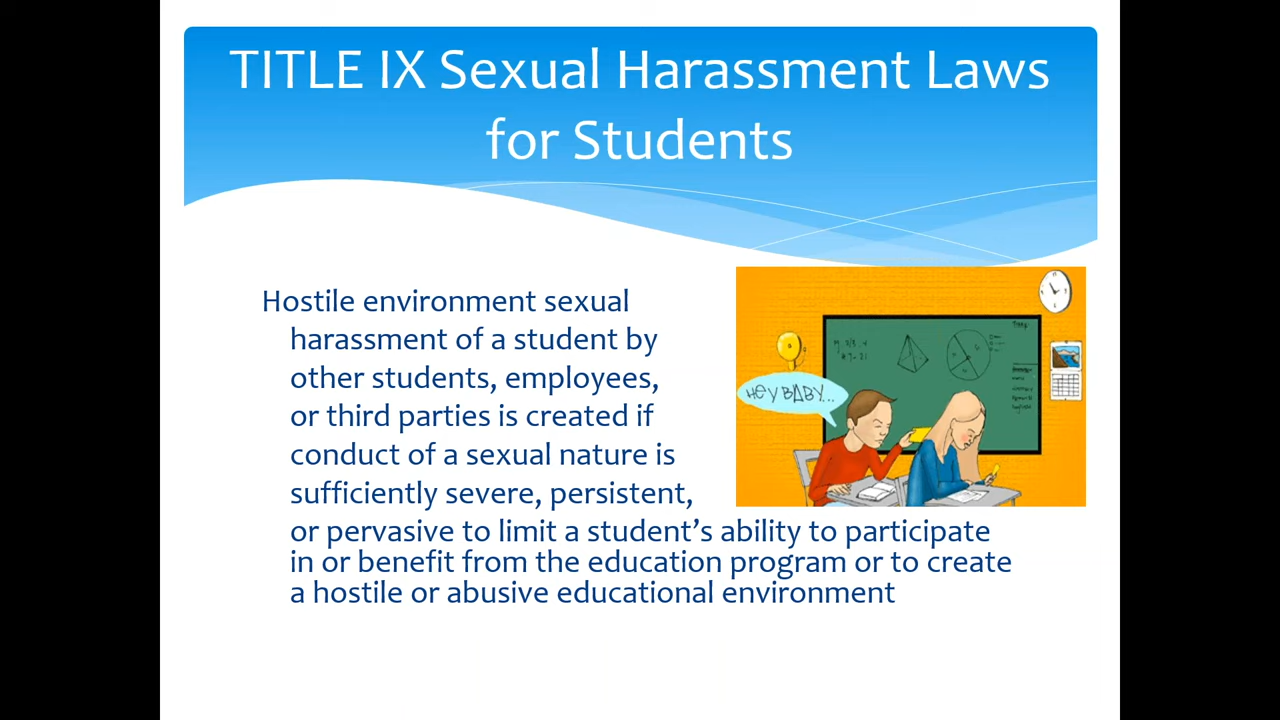 TITLE IX Sexual Harassment Laws
for Students
Hostile environment sexual
harassment of a student by
other students, employees,
or third parties is created if
conduct of a sexual nature is
sufficiently severe, persistent,
or pervasive to limit a student’s ability to participate
in or benefit from the education program or to create
a hostile or abusive educational environment
HEY BABY...